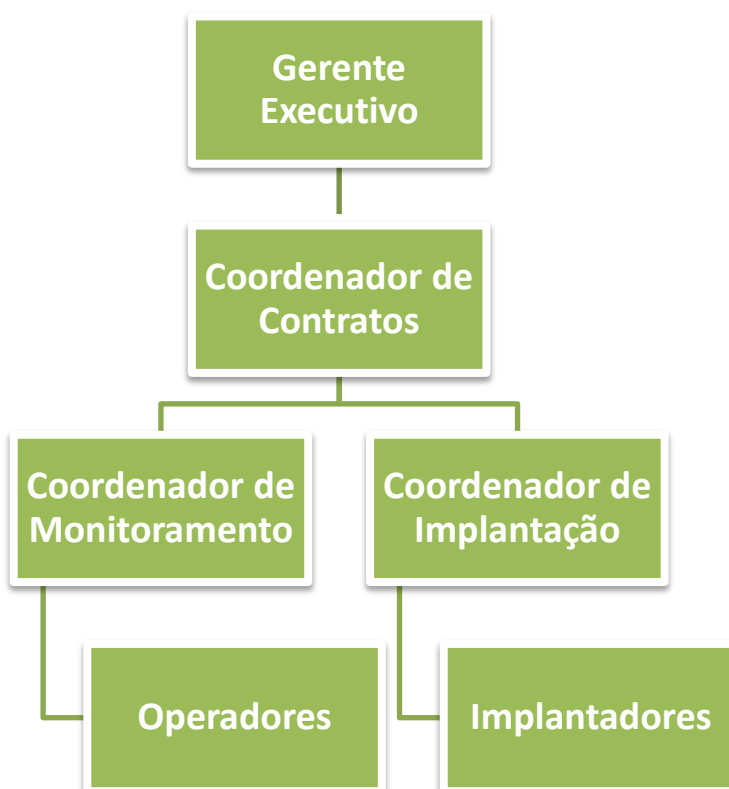 Gerente
Executivo
Coordenador de
Contratos
Coordenador de
Monitoramento
Coordenador de
Implantação
Operadores
Implantadores